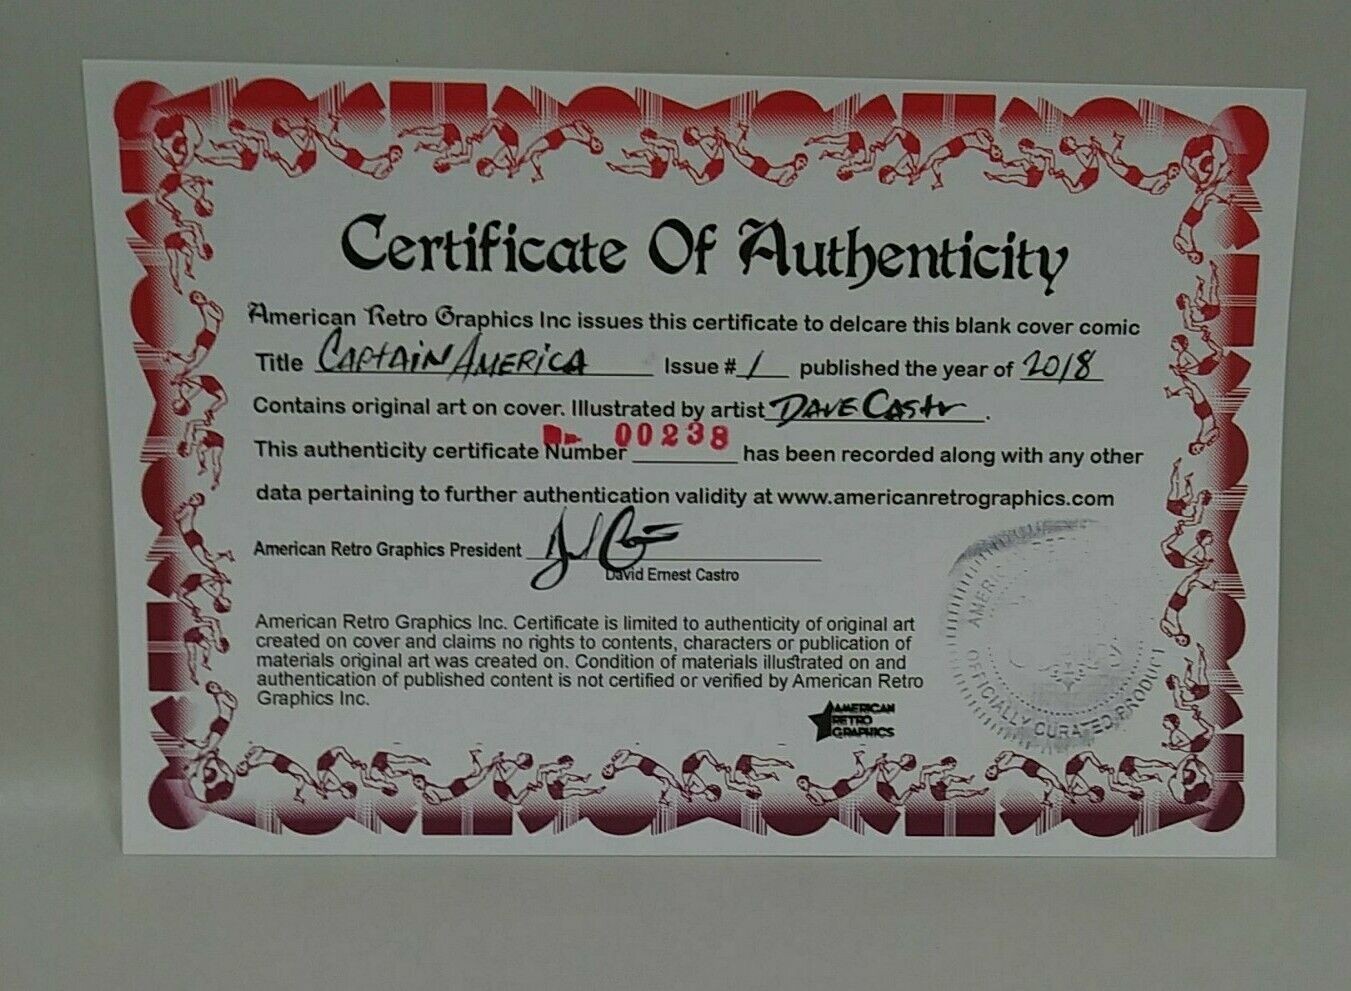 Certificate Of Authenticity
American Retro Graphics Inc issues this certificate to delcare this blank cover comic
Title CAPTAIN AMERICA Issue # 1 published the year of 2018
Contains original art on cover. Illustrated by artist DAVE CASTRO.
This authenticity certificate Number 00238 has been recorded along with any other
data pertaining to further authentication validity at www.americanretrographics.com
American Retro Graphics President
David Ernest Castro
American Retro Graphics Inc. Certificate is limited to authenticity of original art
created on cover and claims no rights to contents, characters or publication of
materials original art was created on. Condition of materials illustrated on and
authentication of published content is not certified or verified by American Retro
Graphics Inc.
AMERICAN
RETRO
GRAPHICS
OFFICIALLY CURATED PRODUCT